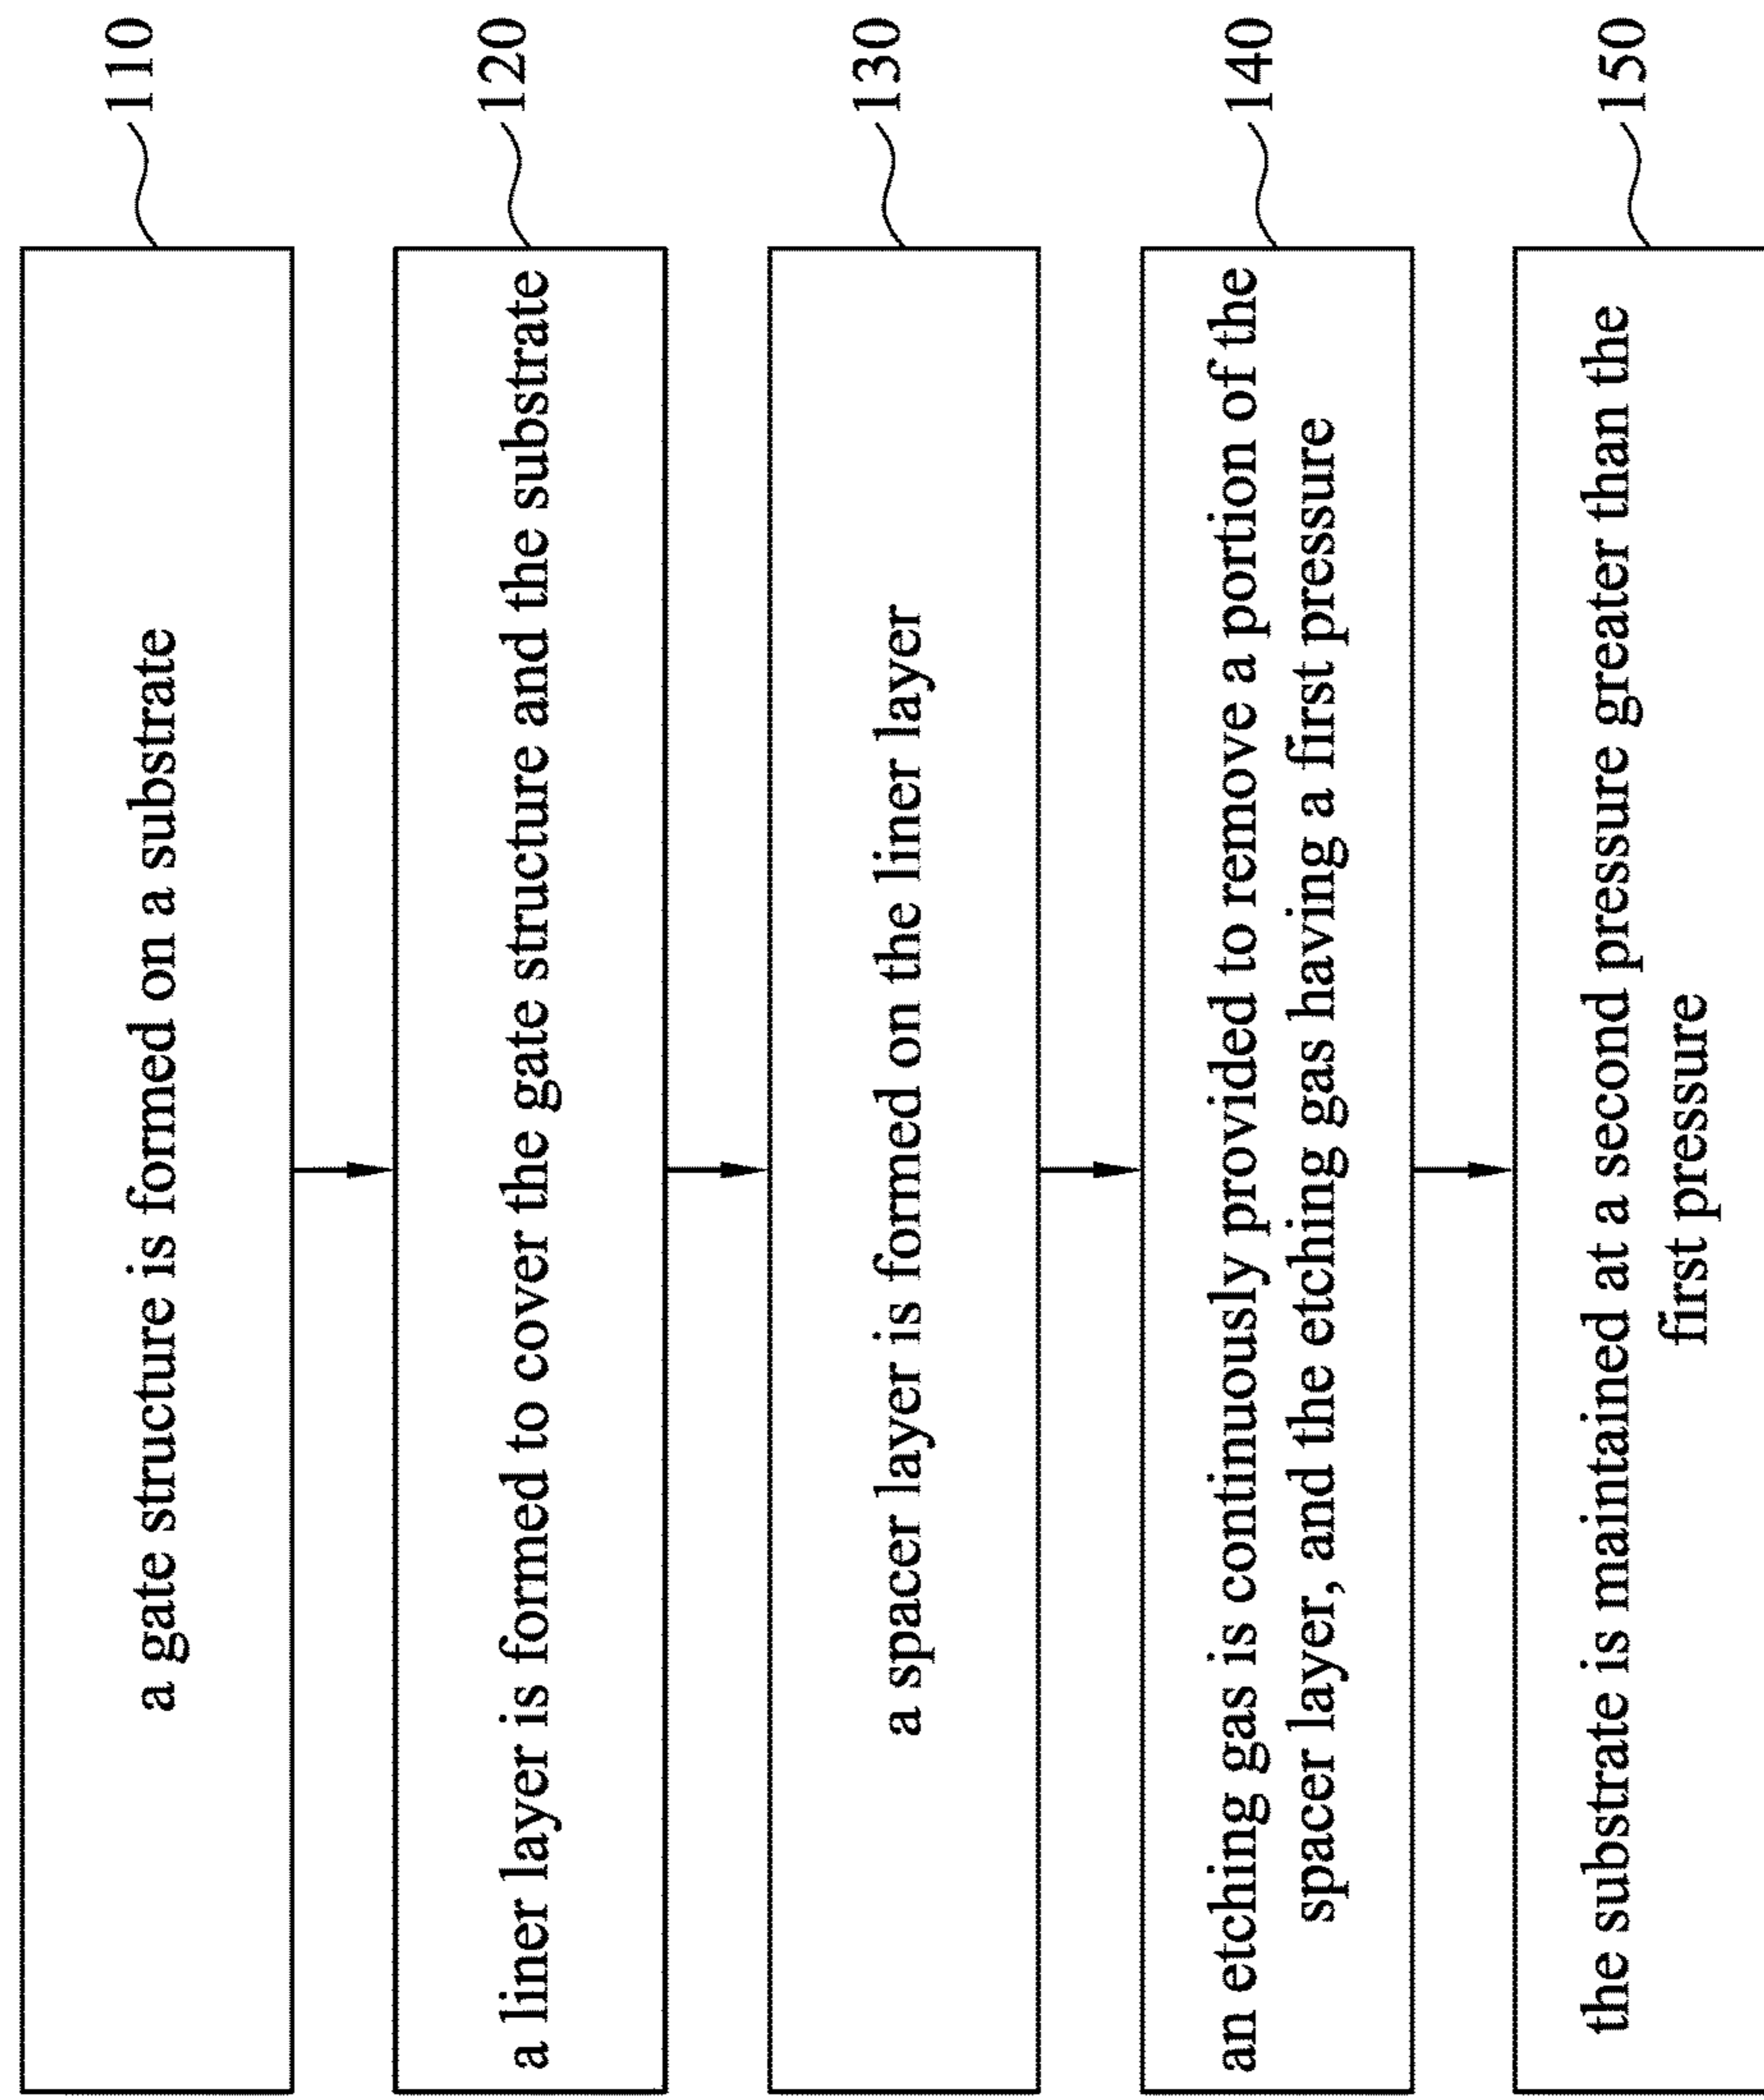 a gate structure is formed on a substrate
110
a liner layer is formed to cover the gate structure and the substrate
120
a spacer layer is formed on the liner layer
130
an etching gas is continuously provided to remove a portion of the
spacer layer, and the etching gas having a first pressure
140
the substrate is maintained at a second pressure greater than the
first pressure
150